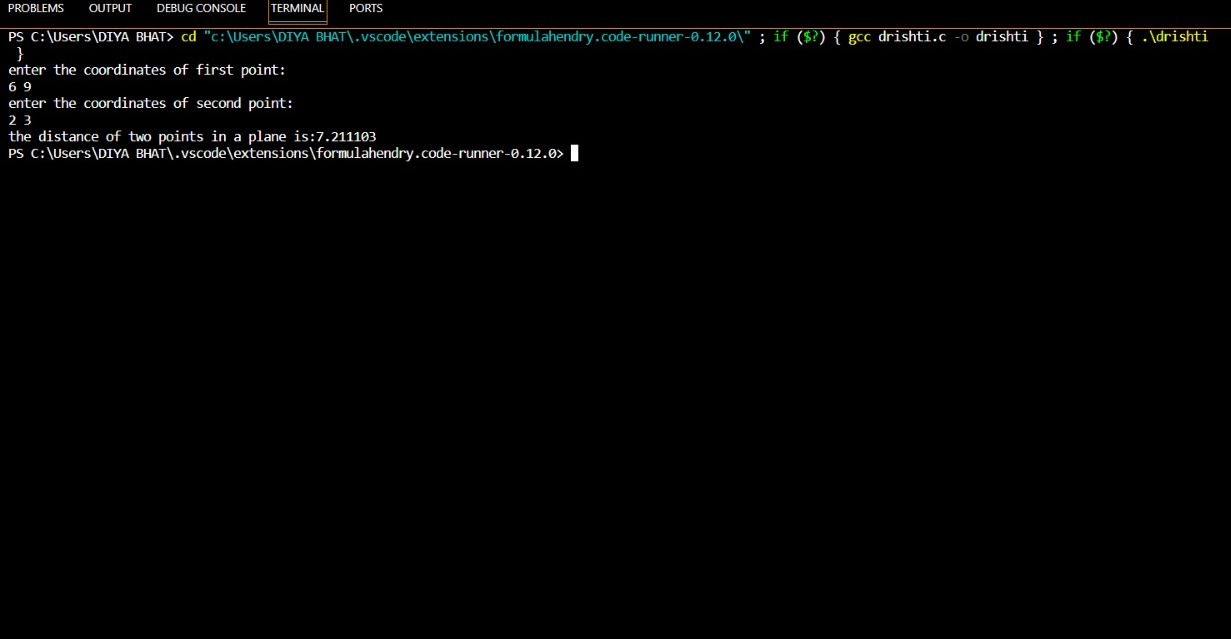 PROBLEMS OUTPUT DEBUG CONSOLE TERMINAL PORTS
PS C:\Users\DIYA BHAT> cd "c:\Users\DIYA BHAT\.vscode\extensions\formulahendry.code-runner-0.12.0\" ; if ($?) { gcc drishti.c -o drishti } ; if ($?) { .\drishti
}
enter the coordinates of first point:
6 9
enter the coordinates of second point:
2 3
the distance of two points in a plane is:7.211103
PS C:\Users\DIYA BHAT\.vscode\extensions\formulahendry.code-runner-0.12.0>